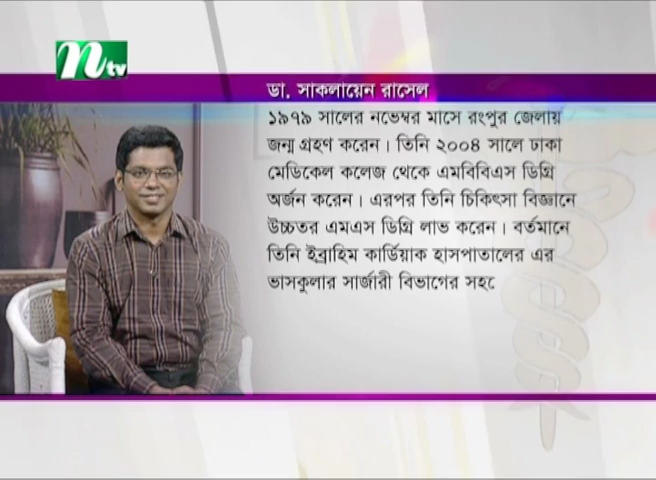 ntv
ডা. সাকলায়েন রাসেল
১৯৭৯ সালের নভেম্বর মাসে রংপুর জেলায়
জন্ম গ্রহণ করেন। তিনি ২০০৪ সালে ঢাকা
মেডিকেল কলেজ থেকে এমবিবিএস ডিগ্রি
অর্জন করেন। এরপর তিনি চিকিৎসা বিজ্ঞানে
উচ্চতর এমএস ডিগ্রি লাভ করেন। বর্তমানে
তিনি ইব্রাহিম কার্ডিয়াক হাসপাতালের এর
ভাসকুলার সার্জারী বিভাগের সহে